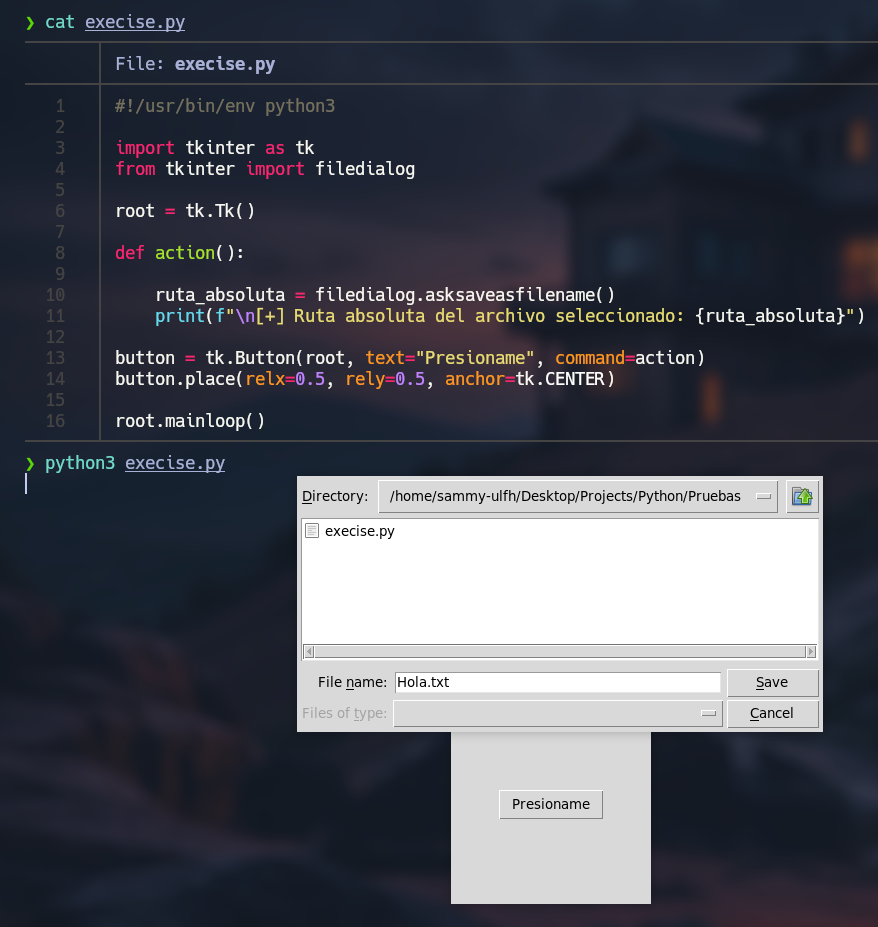 ❯ cat execise.py
File: execise.py
1 #!/usr/bin/env python3
2
3 import tkinter as tk
4 from tkinter import filedialog
5
6 root = tk.Tk()
7
8 def action():
9
10     ruta_absoluta = filedialog.asksaveasfilename()
11     print(f"\n[+] Ruta absoluta del archivo seleccionado: {ruta_absoluta}")
12
13 button = tk.Button(root, text="Presioname", command=action)
14 button.place(relx=0.5, rely=0.5, anchor=tk.CENTER)
15
16 root.mainloop()
❯ python3 execise.py
Directory: /home/sammy-ulfh/Desktop/Projects/Python/Pruebas
execise.py
File name: Hola.txt Save
Files of type: Cancel
Presioname